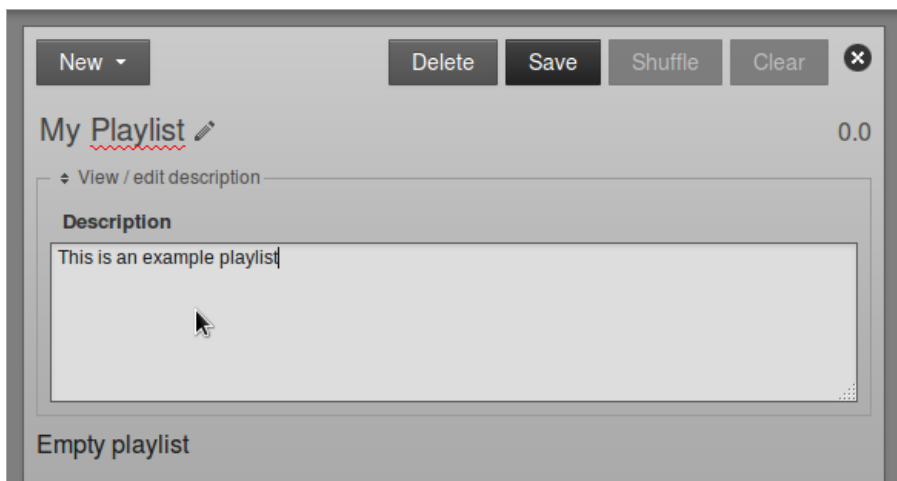 New
Delete
Save
Shuffle
Clear
My Playlist
0.0
View / edit description
Description
This is an example playlist
Empty playlist